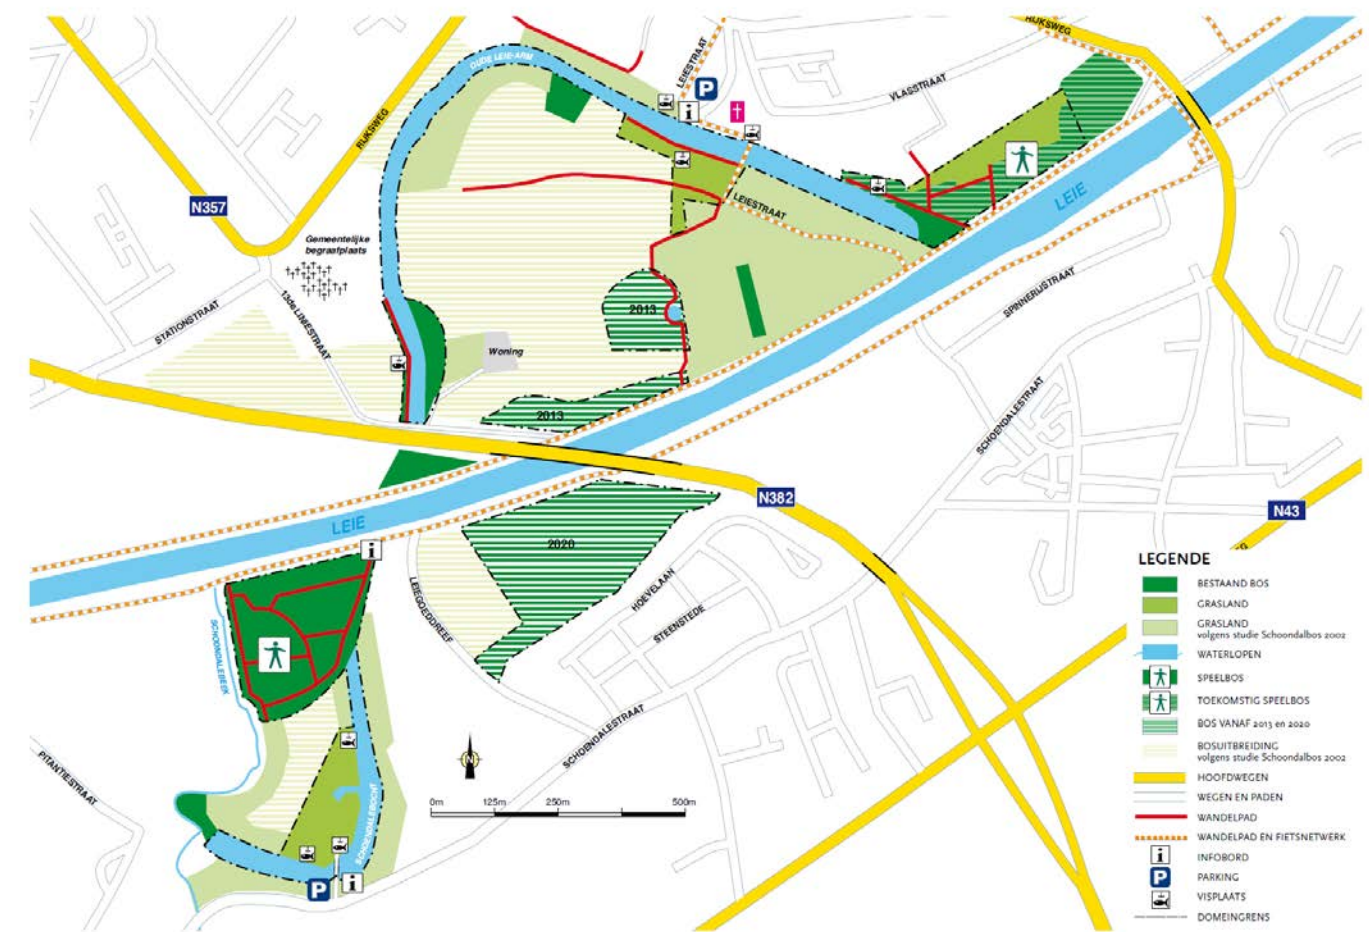 RIJKSWEG
OUDE LEIE-ARM
LEIESTRAAT
P
i
VLASSTRAAT
RIJKSWEG
N357
LEIE
LEIESTRAAT
Gemeentelijke
begraafplaats
STATIONSTRAAT
13de LINIESTRAAT
2013
SPINNERIJSTRAAT
Woning
2013
SCHOENDALESTRAAT
N382
N43
LEIE
i
2020
LEIEGOEDDREEF
HOEVELAAN
STEENSTEDE
SCHOONDALEBEEK
SCHOENDALESTRAAT
PITANTIESTRAAT
N
0m 125m 250m 500m
SCHOENDALEBOCHT
P
i
LEGENDE
BESTAAND BOS
GRASLAND
GRASLAND
volgens studie Schoondalbos 2002
WATERLOPEN
SPEELBOS
TOEKOMSTIG SPEELBOS
BOS VANAF 2013 en 2020
BOSUITBREIDING
volgens studie Schoondalbos 2002
HOOFDWEGEN
WEGEN EN PADEN
WANDELPAD
WANDELPAD EN FIETSNETWERK
i INFOBORD
P PARKING
VISPLAATS
DOMEINGRENS